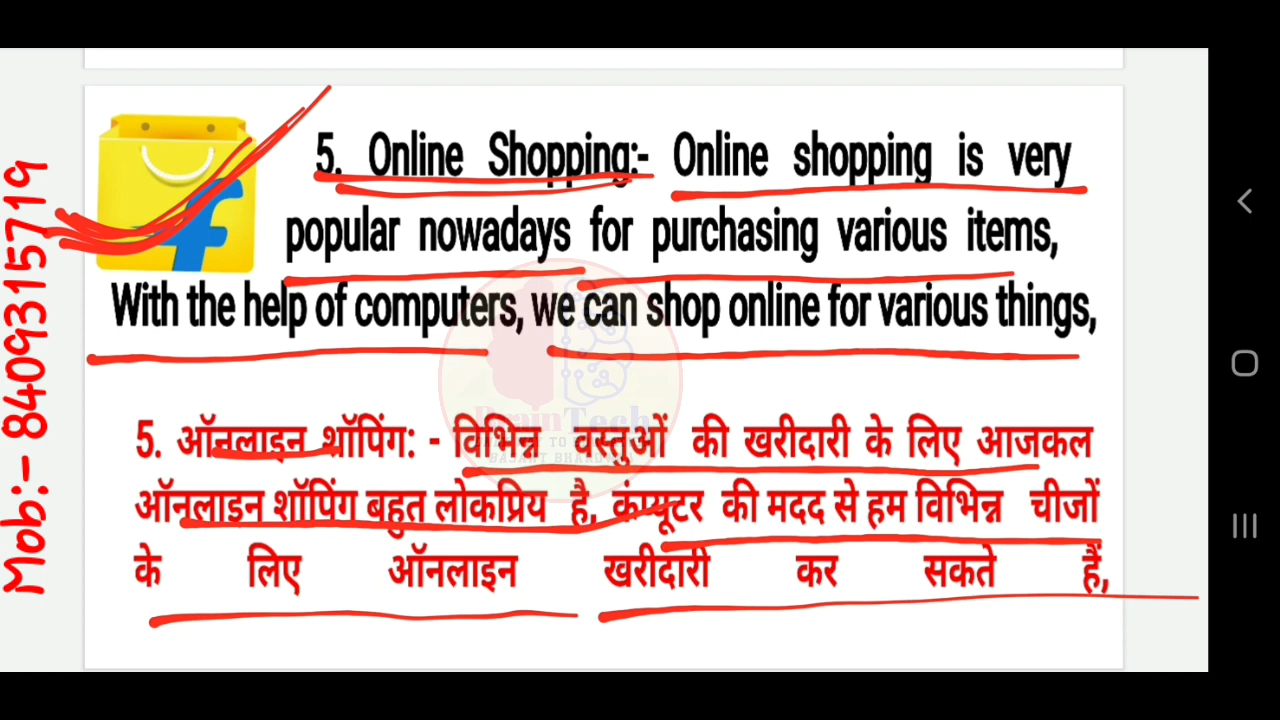 Mob:- 8409315719
5. Online Shopping:- Online shopping is very
popular nowadays for purchasing various items,
With the help of computers, we can shop online for various things,
BrainTech
5. ऑनलाइन शॉपिंग: - विभिन्न वस्तुओं की खरीदारी के लिए आजकल
ऑनलाइन शॉपिंग बहुत लोकप्रिय है, कंप्यूटर की मदद से हम विभिन्न चीजों
के लिए ऑनलाइन खरीदारी कर सकते हैं,